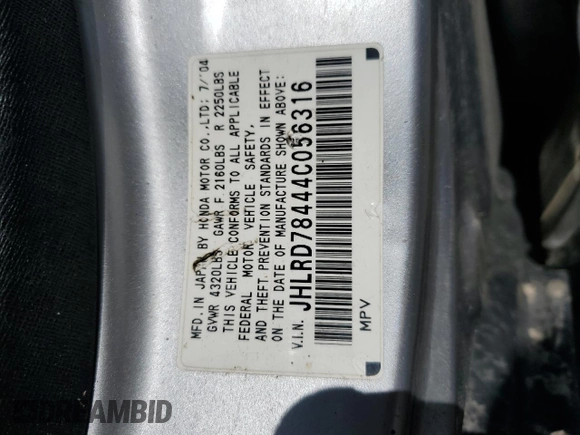 MFD. IN JAPAN BY HONDA MOTOR CO., LTD: 7/'04
GVWR 4320LBS GAWR F 2160LBS R 2250LBS
THIS VEHICLE CONFORMS TO ALL APPLICABLE
FEDERAL MOTOR VEHICLE SAFETY,
AND THEFT PREVENTION STANDARDS IN EFFECT
ON THE DATE OF MANUFACTURE SHOWN ABOVE:
V.I.N. JHLRD78444C056316
MPV
DREAMBID